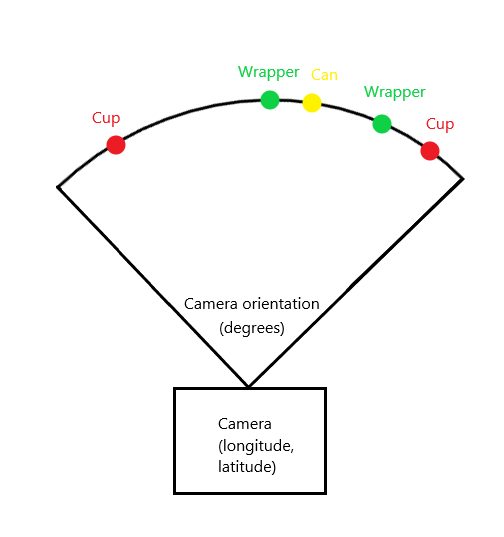 Wrapper
Can
Wrapper
Cup
Cup
Camera orientation
(degrees)
Camera
(longitude,
latitude)